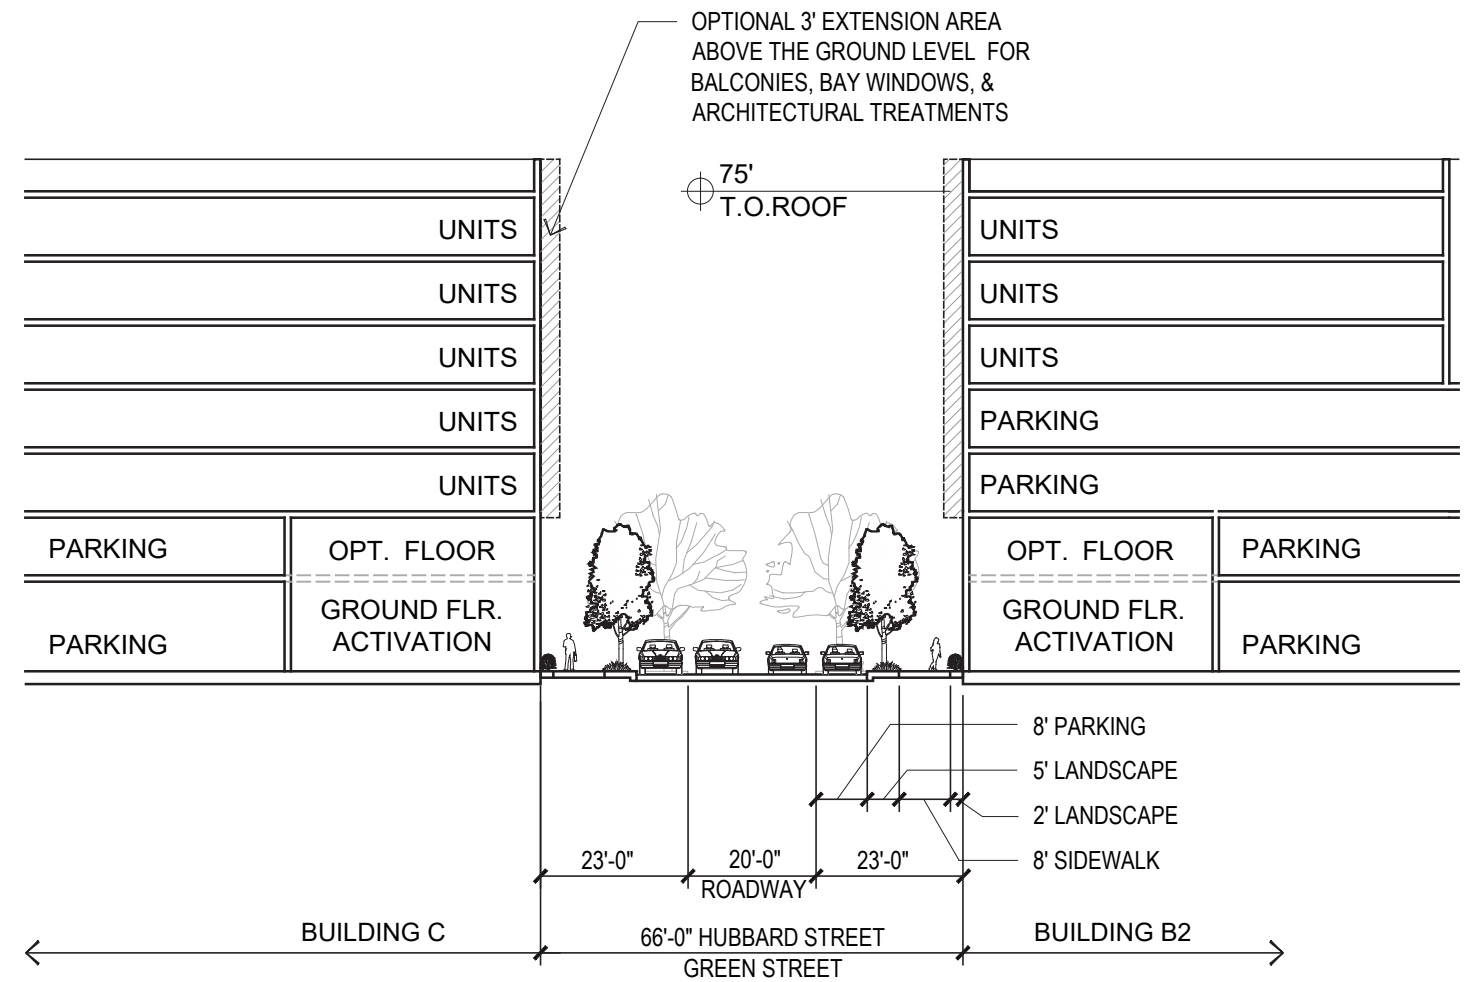 OPTIONAL 3' EXTENSION AREA
ABOVE THE GROUND LEVEL FOR
BALCONIES, BAY WINDOWS, &
ARCHITECTURAL TREATMENTS
75'
T.O.ROOF
UNITS
UNITS
UNITS
UNITS
UNITS
UNITS
UNITS
PARKING
UNITS
PARKING
PARKING
OPT. FLOOR
OPT. FLOOR
PARKING
GROUND FLR.
ACTIVATION
PARKING
GROUND FLR.
ACTIVATION
PARKING
8' PARKING
5' LANDSCAPE
2' LANDSCAPE
8' SIDEWALK
23'-0"
20'-0"
ROADWAY
23'-0"
BUILDING C
66'-0" HUBBARD STREET
GREEN STREET
BUILDING B2